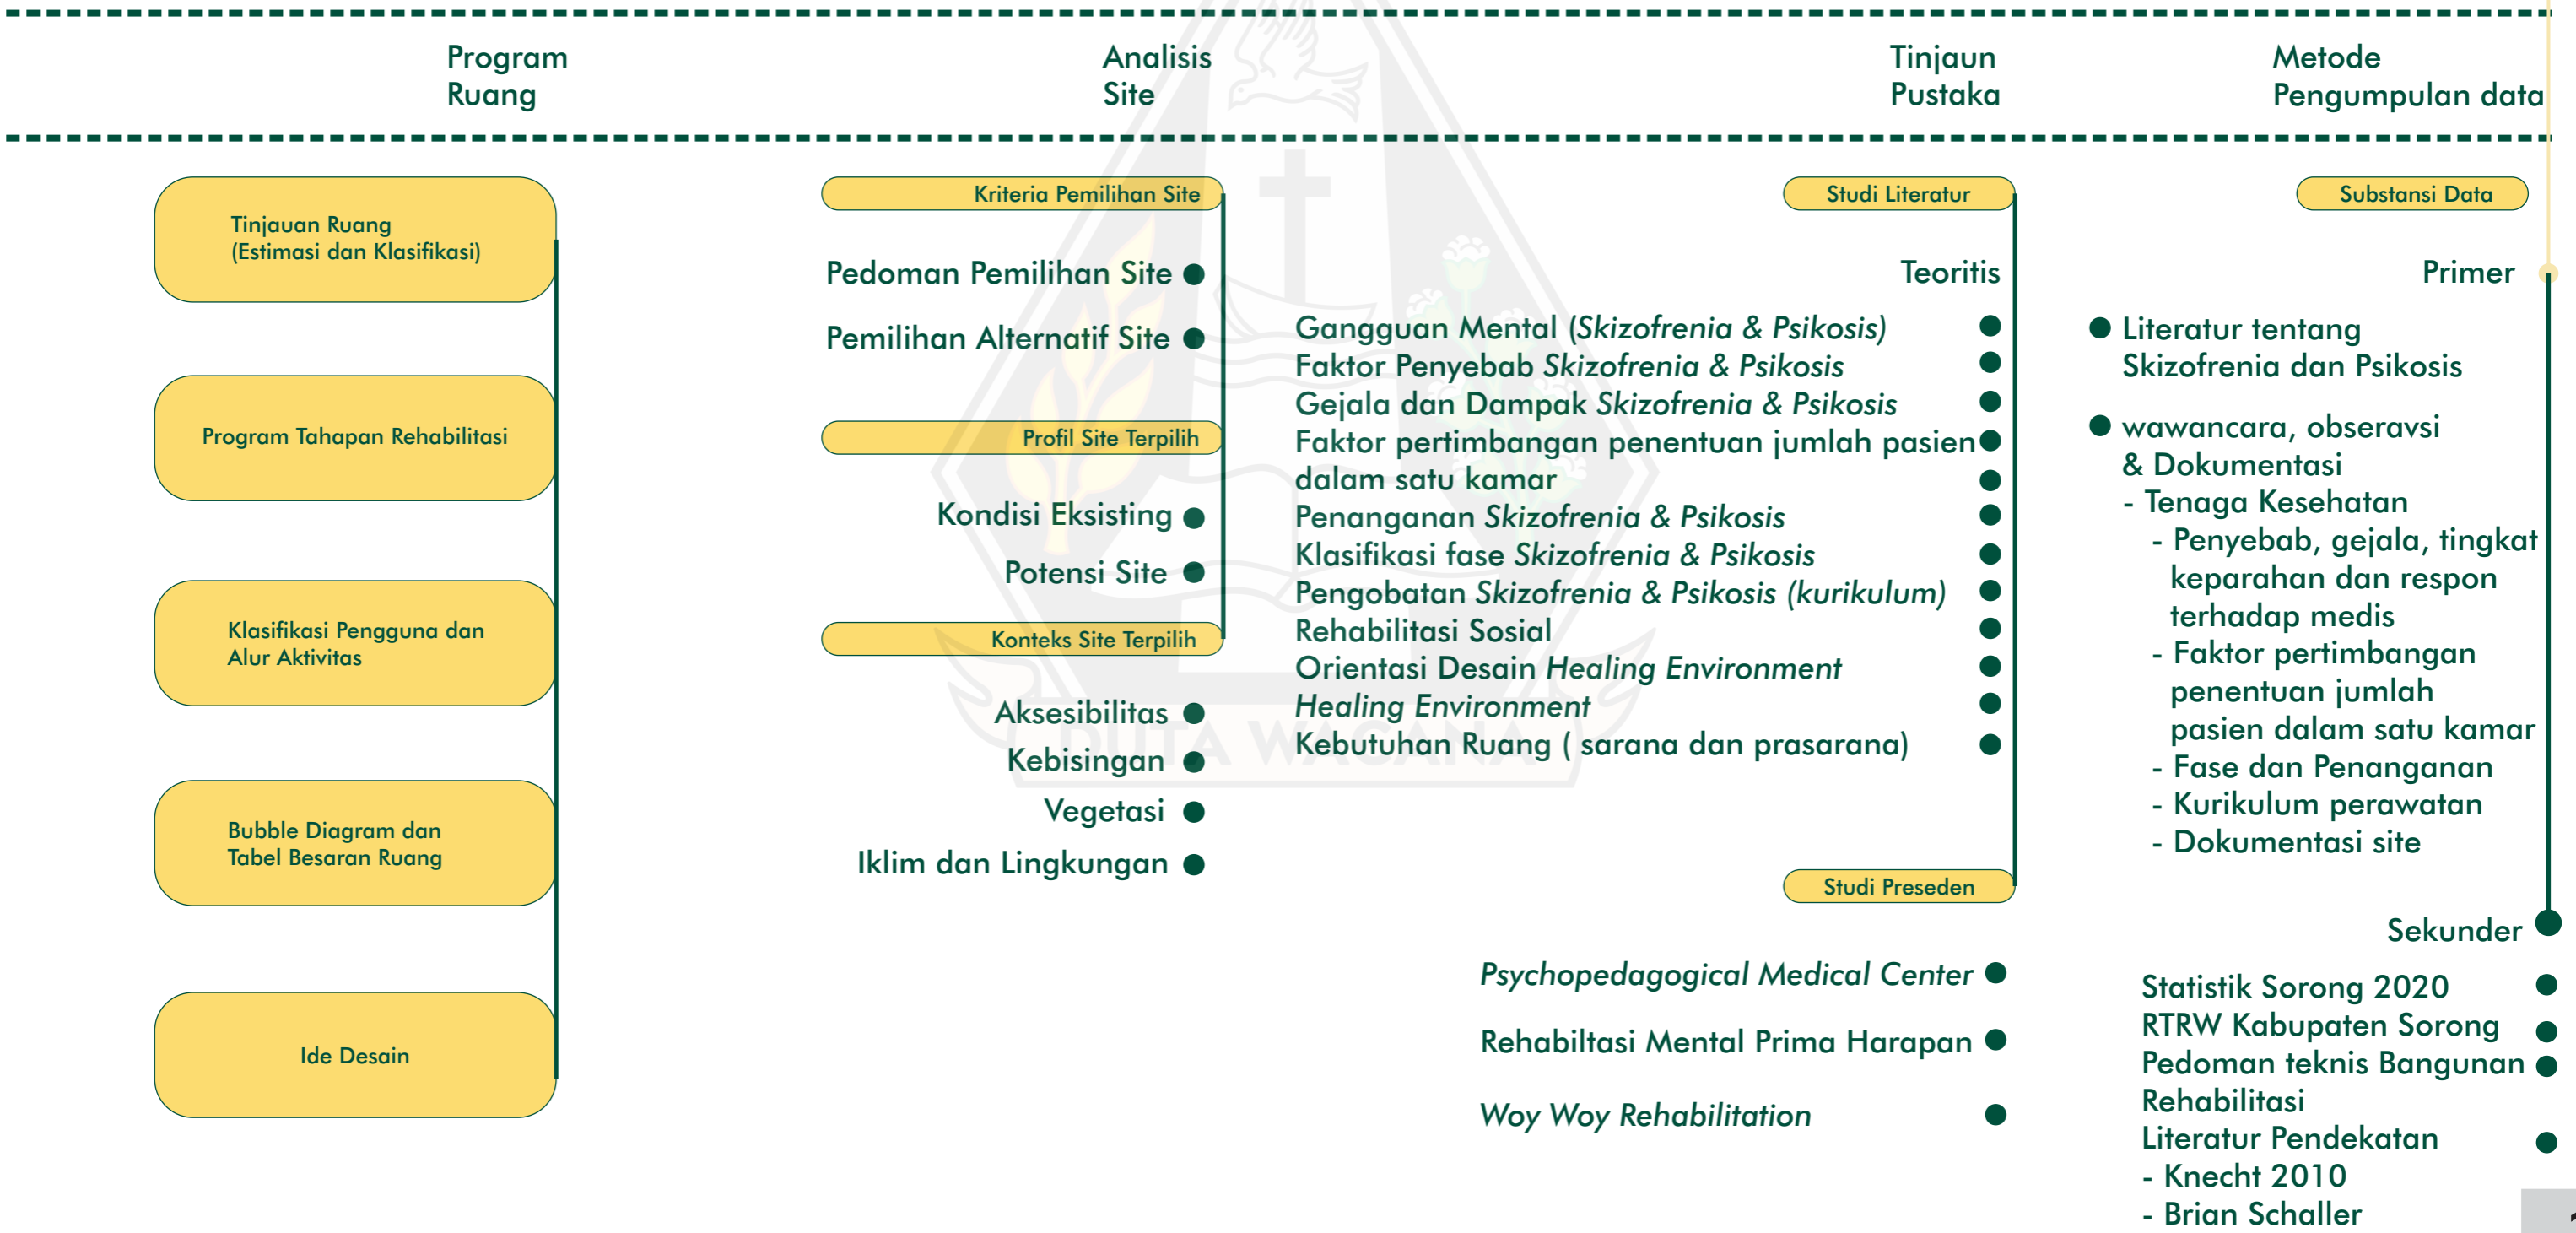 Program
Ruang
Analisis
Site
Tinjaun
Pustaka
Metode
Pengumpulan data
Tinjauan Ruang
(Estimasi dan Klasifikasi)
Program Tahapan Rehabilitasi
Klasifikasi Pengguna dan
Alur Aktivitas
Bubble Diagram dan
Tabel Besaran Ruang
Ide Desain
Kriteria Pemilihan Site
Pedoman Pemilihan Site
Pemilihan Alternatif Site
Profil Site Terpilih
Kondisi Eksisting
Potensi Site
Konteks Site Terpilih
Aksesibilitas
Kebisingan
Vegetasi
Iklim dan Lingkungan
Studi Literatur
Teoritis
Gangguan Mental (Skizofrenia & Psikosis)
Faktor Penyebab Skizofrenia & Psikosis
Gejala dan Dampak Skizofrenia & Psikosis
Faktor pertimbangan penentuan jumlah pasien
dalam satu kamar
Penanganan Skizofrenia & Psikosis
Klasifikasi fase Skizofrenia & Psikosis
Pengobatan Skizofrenia & Psikosis (kurikulum)
Rehabilitasi Sosial
Orientasi Desain Healing Environment
Healing Environment
Kebutuhan Ruang ( sarana dan prasarana)
Studi Preseden
Psychopedagogical Medical Center
Rehabiltasi Mental Prima Harapan
Woy Woy Rehabilitation
Substansi Data
Primer
Literatur tentang
Skizofrenia dan Psikosis
wawancara, obseravsi
& Dokumentasi
- Tenaga Kesehatan
- Penyebab, gejala, tingkat
keparahan dan respon
terhadap medis
- Faktor pertimbangan
penentuan jumlah
pasien dalam satu kamar
- Fase dan Penanganan
- Kurikulum perawatan
- Dokumentasi site
Sekunder
Statistik Sorong 2020
RTRW Kabupaten Sorong
Pedoman teknis Bangunan
Rehabilitasi
Literatur Pendekatan
- Knecht 2010
- Brian Schaller
DUTA WACANA